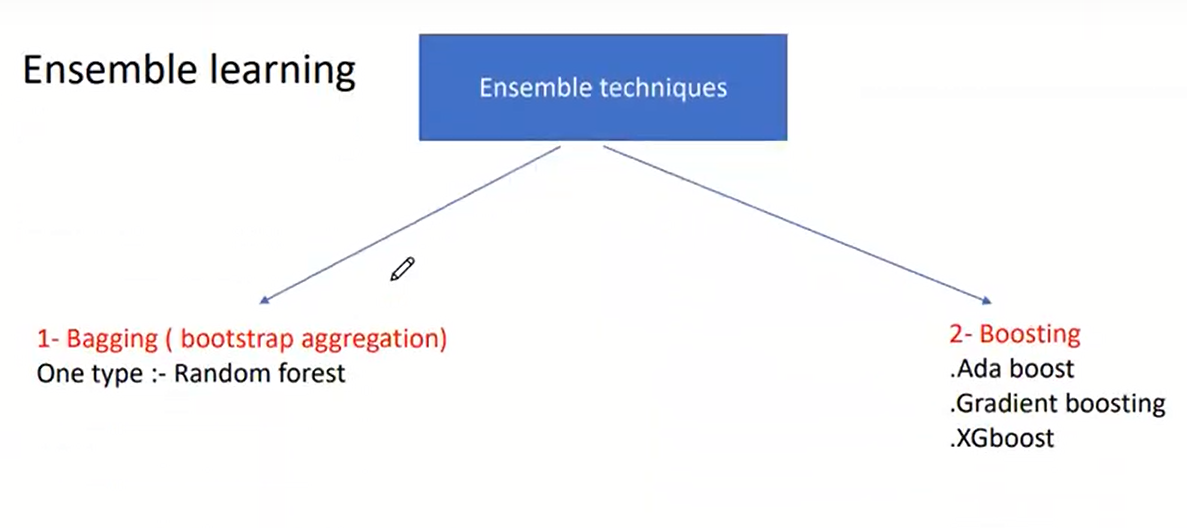 Ensemble learning
Ensemble techniques
1- Bagging ( bootstrap aggregation)
One type :- Random forest
2- Boosting
.Ada boost
.Gradient boosting
.XGboost